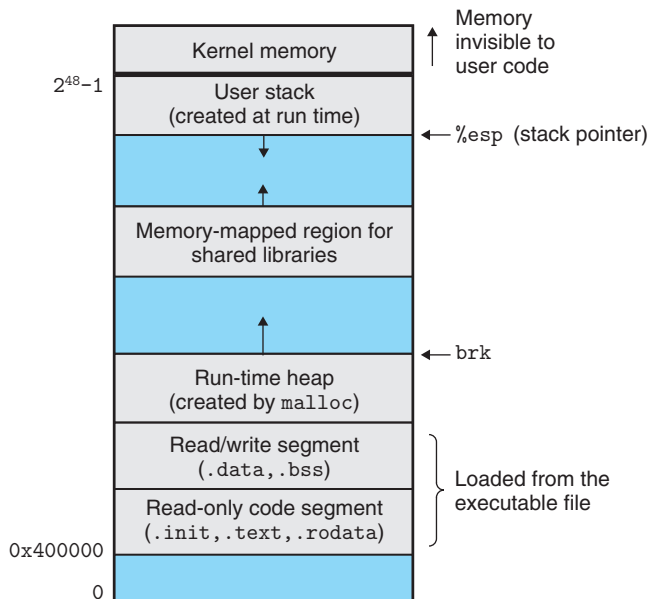 Kernel memory
Memory
invisible to
user code
2⁴⁸−1
User stack
(created at run time)
%esp (stack pointer)
Memory-mapped region for
shared libraries
brk
Run-time heap
(created by malloc)
Read/write segment
(.data,.bss)
Read-only code segment
(.init,.text,.rodata)
Loaded from the
executable file
0x400000
0